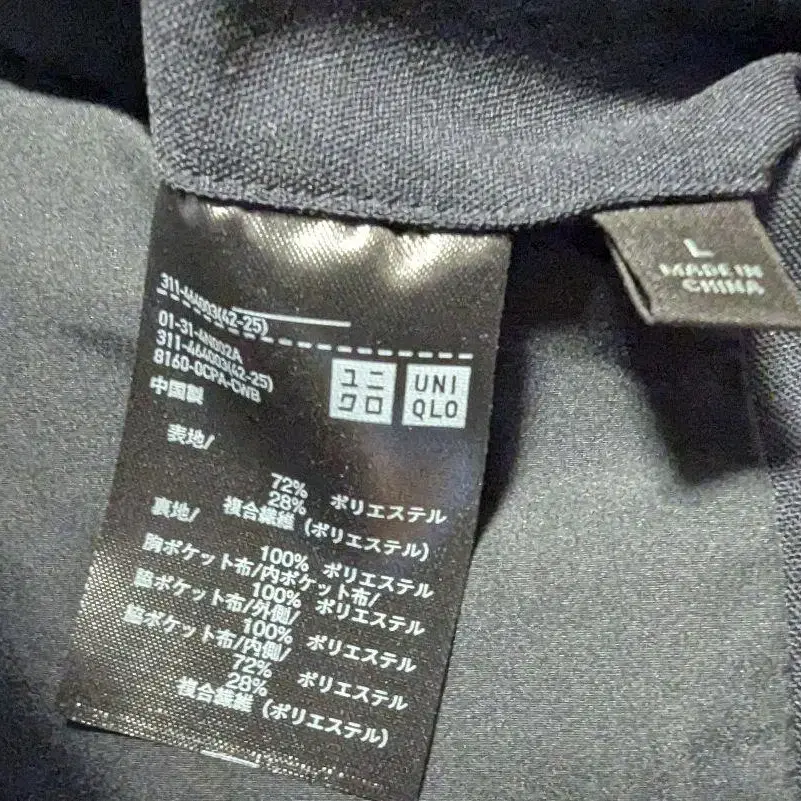 311-464003(42-25)
01-31-4N002A
311-464003(42-25)
8160-0CPA-CWB
中国製
ユニ
クロ
UNI
QLO
表地/
72% ポリエステル
28% 複合繊維 (ポリエステル)
裏地/
100% ポリエステル
胸ポケット布/内ポケット布/
100% ポリエステル
脇ポケット布/外側/
100% ポリエステル
脇ポケット布/内側/
72% ポリエステル
28% 複合繊維 (ポリエステル)
L
MADE IN
CHINA